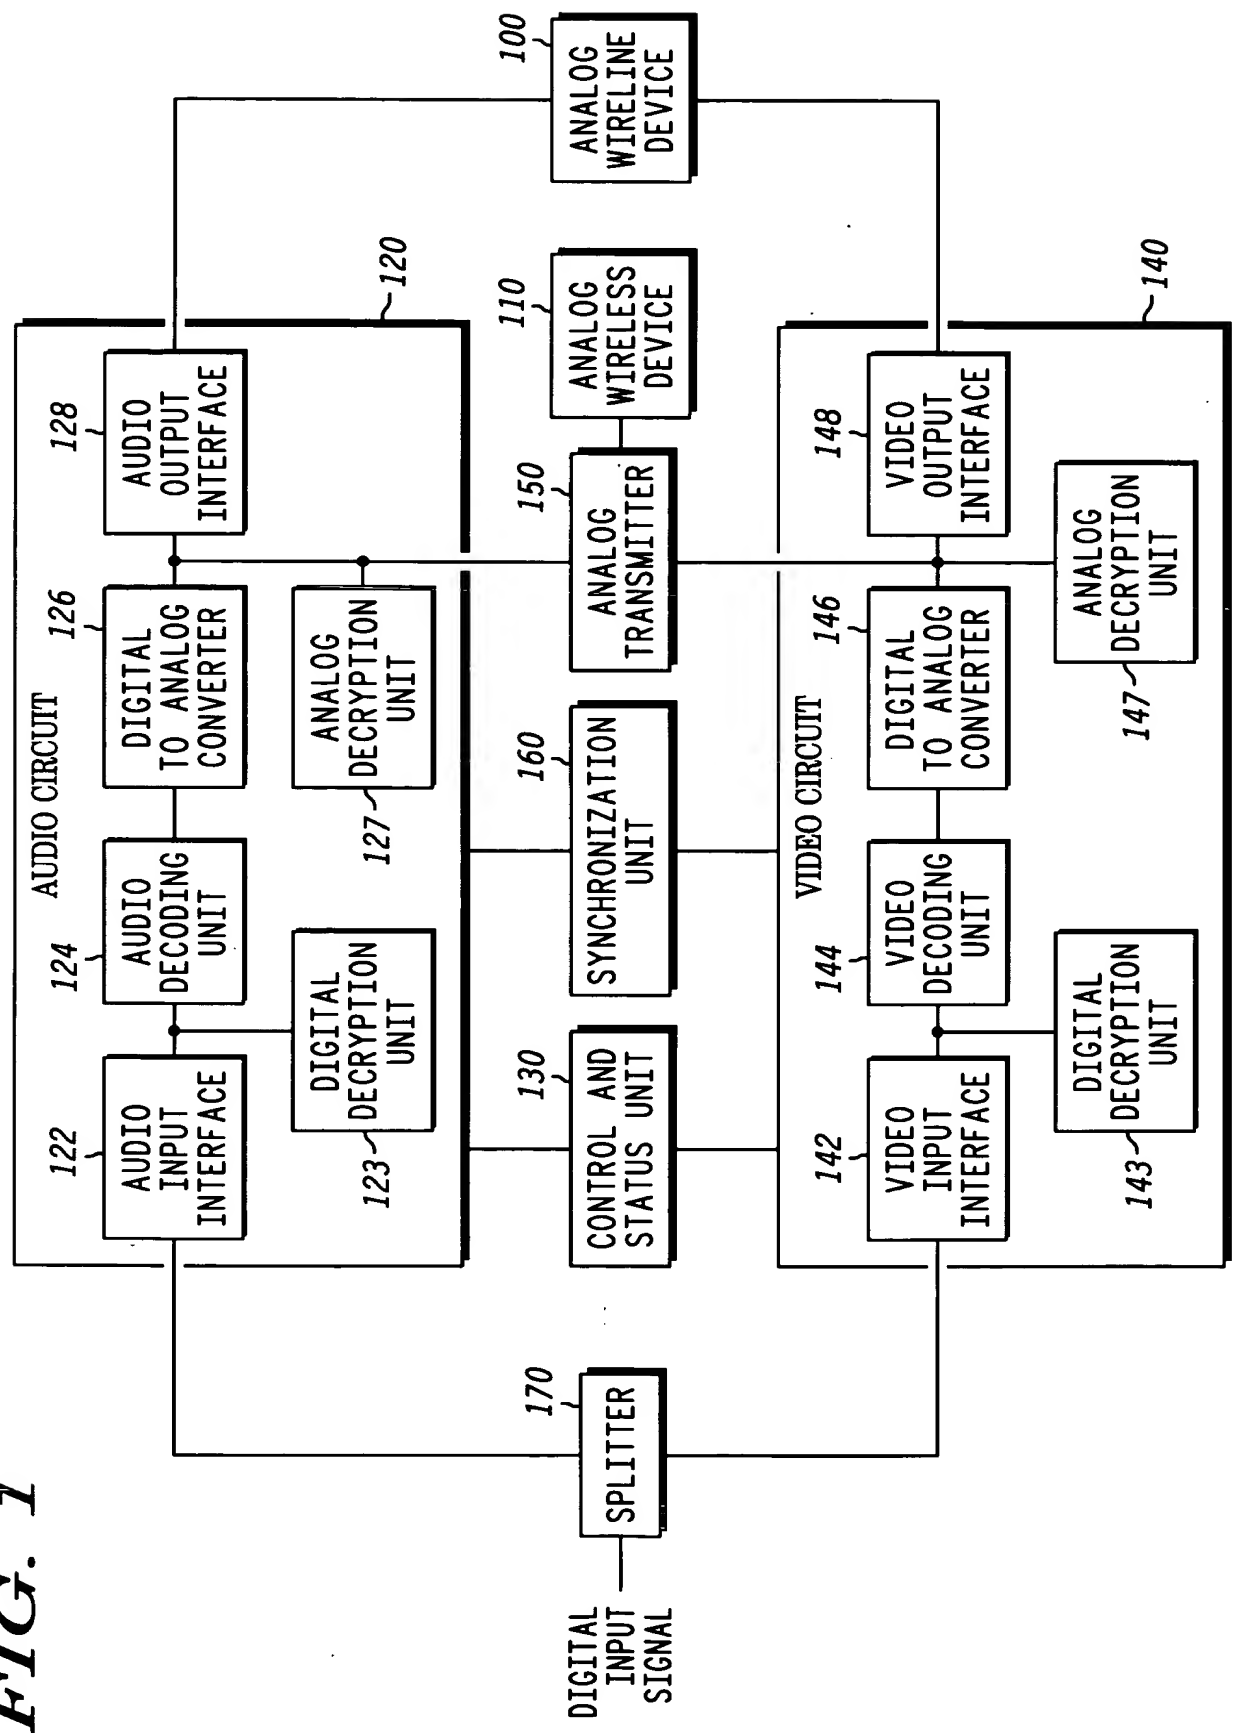 FIG. 1
AUDIO CIRCUIT
122
AUDIO
INPUT
INTERFACE
124
AUDIO
DECODING
UNIT
126
DIGITAL
TO ANALOG
CONVERTER
128
AUDIO
OUTPUT
INTERFACE
123
DIGITAL
DECRYPTION
UNIT
127
ANALOG
DECRYPTION
UNIT
120
DIGITAL
INPUT
SIGNAL
170
SPLITTER
130
CONTROL AND
STATUS UNIT
160
SYNCHRONIZATION
UNIT
150
ANALOG
TRANSMITTER
110
ANALOG
WIRELESS
DEVICE
100
ANALOG
WIRELINE
DEVICE
VIDEO CIRCUIT
142
VIDEO
INPUT
INTERFACE
144
VIDEO
DECODING
UNIT
146
DIGITAL
TO ANALOG
CONVERTER
148
VIDEO
OUTPUT
INTERFACE
143
DIGITAL
DECRYPTION
UNIT
147
ANALOG
DECRYPTION
UNIT
140